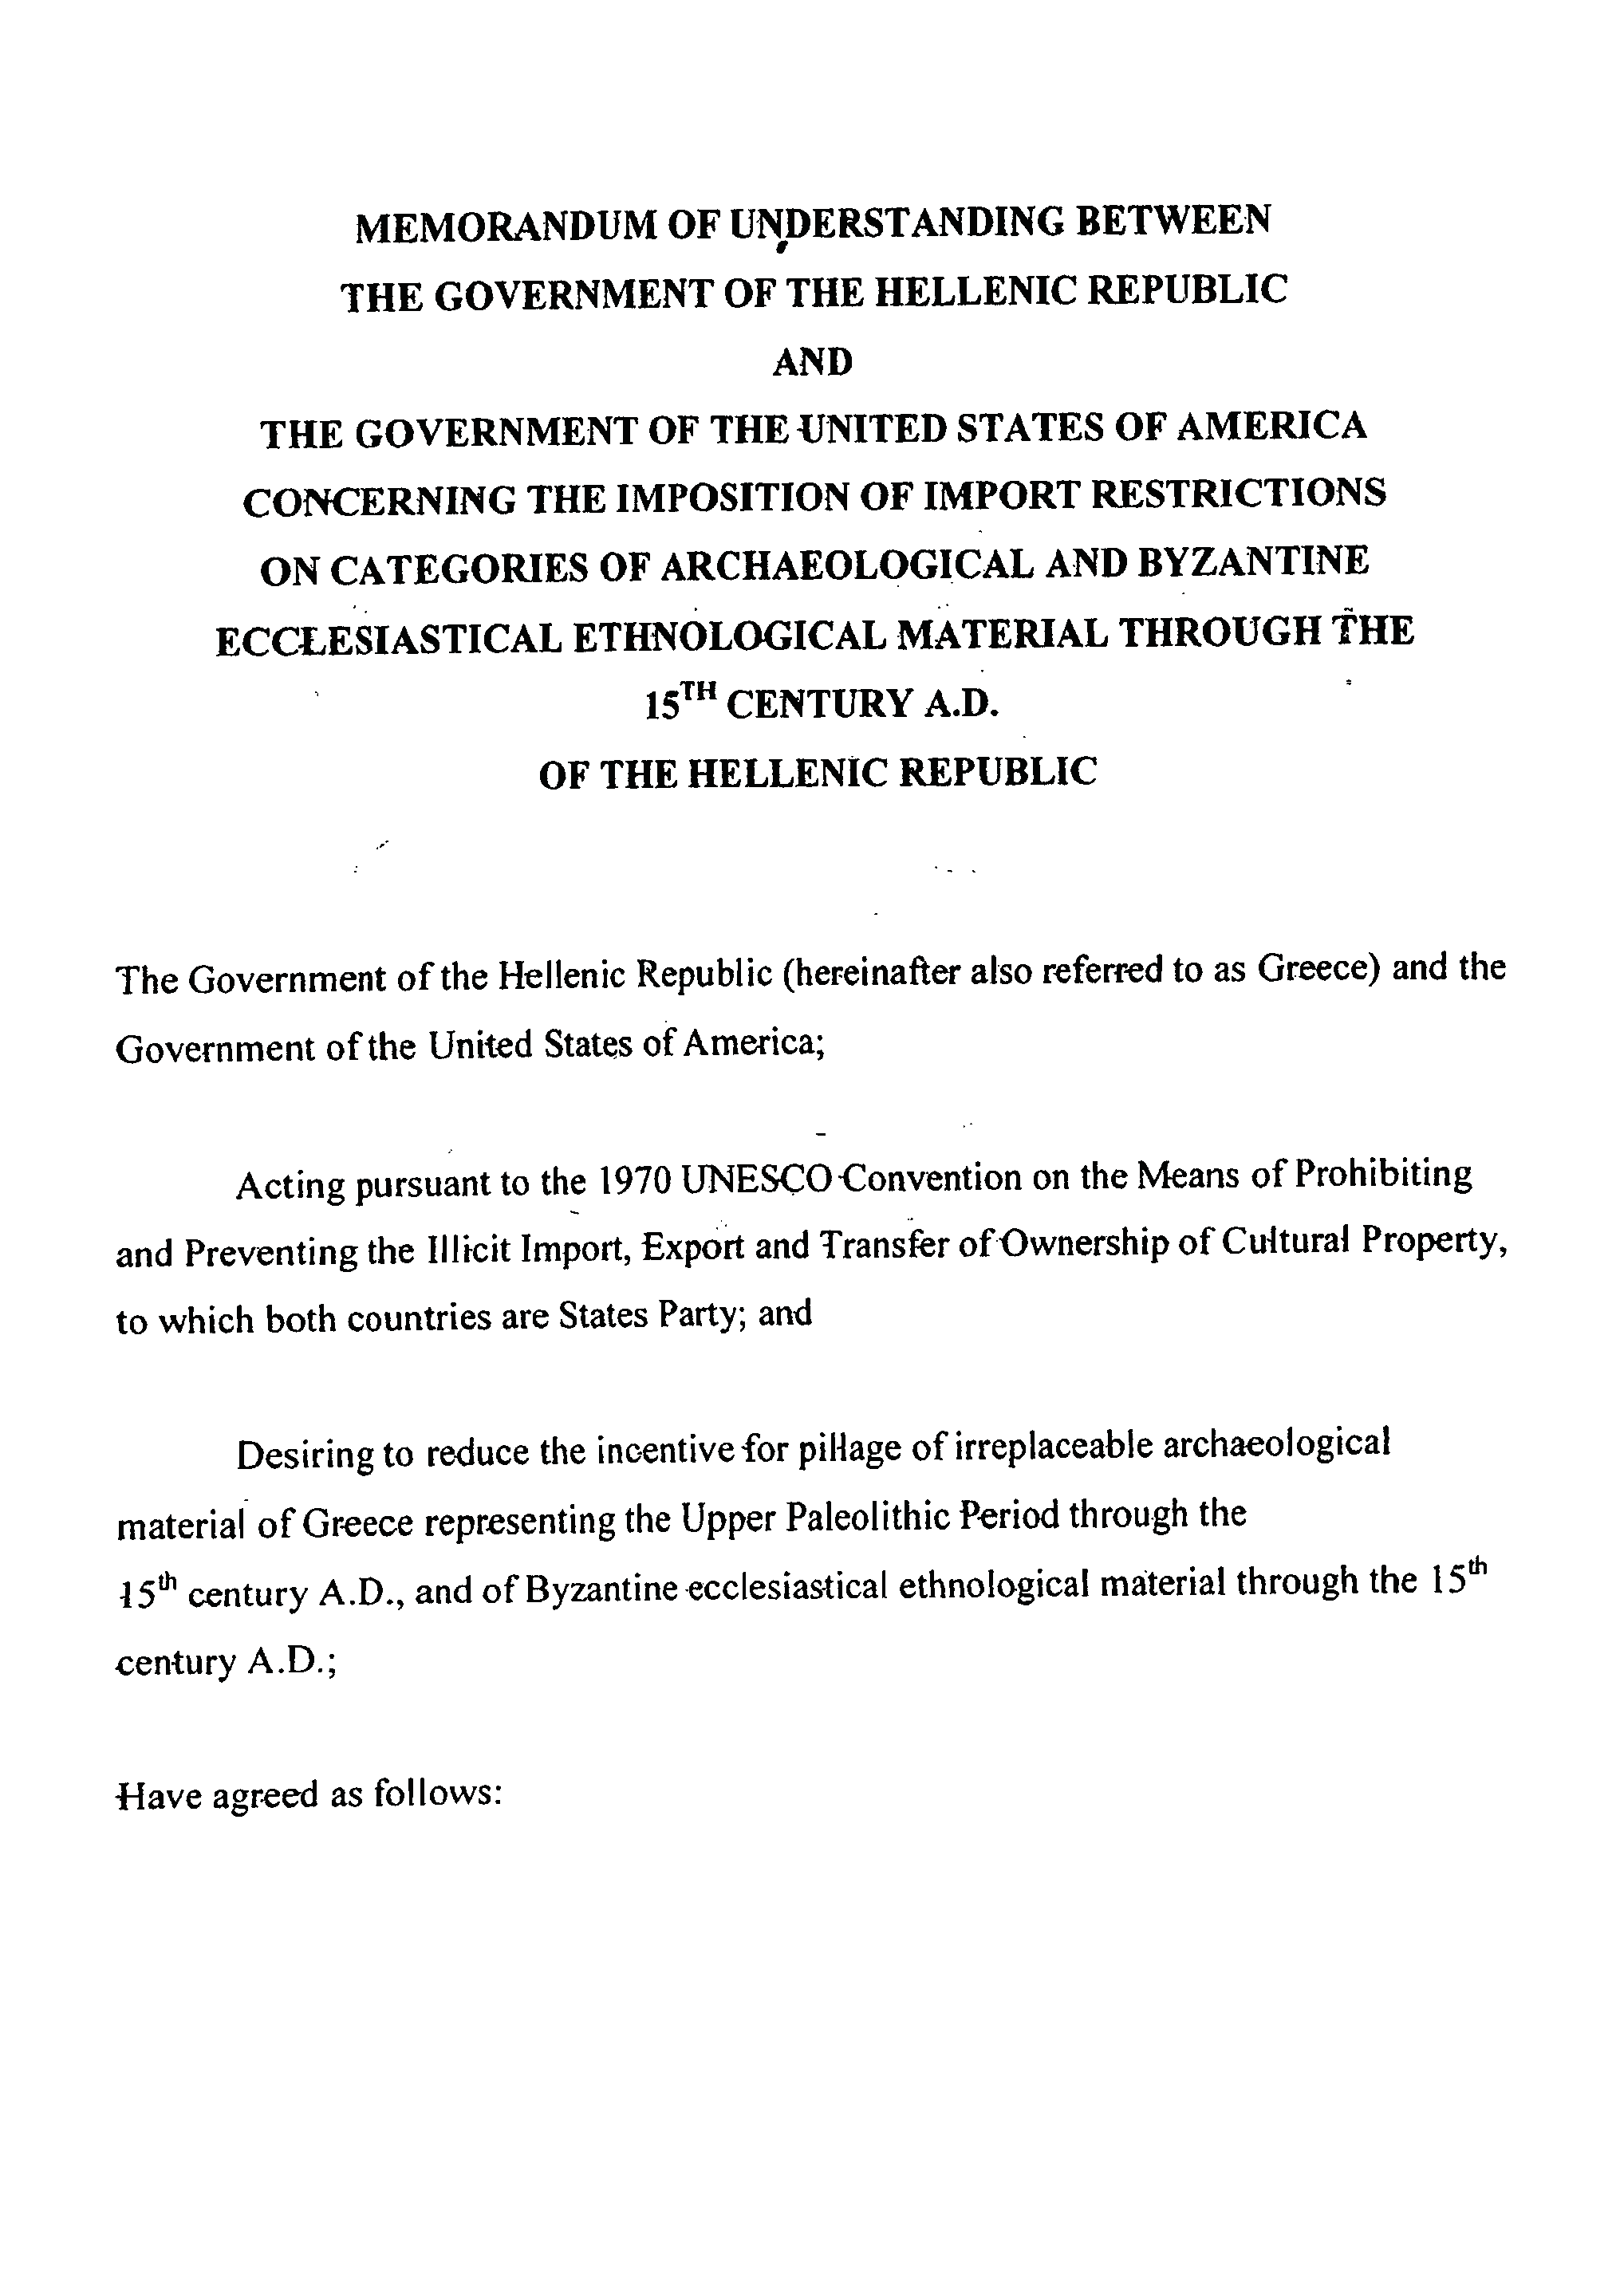 MEMORANDUM OF UNDERSTANDING BETWEEN
THE GOVERNMENT OF THE HELLENIC REPUBLIC
AND
THE GOVERNMENT OF THE UNITED STATES OF AMERICA
CONCERNING THE IMPOSITION OF IMPORT RESTRICTIONS
ON CATEGORIES OF ARCHAEOLOGICAL AND BYZANTINE
ECCLESIASTICAL ETHNOLOGICAL MATERIAL THROUGH THE
15TH CENTURY A.D.
OF THE HELLENIC REPUBLIC
The Government of the Hellenic Republic (hereinafter also referred to as Greece) and the
Government of the United States of America;
Acting pursuant to the 1970 UNESCO Convention on the Means of Prohibiting
and Preventing the Illicit Import, Export and Transfer of Ownership of Cultural Property,
to which both countries are States Party; and
Desiring to reduce the incentive for pillage of irreplaceable archaeological
material of Greece representing the Upper Paleolithic Period through the
15th century A.D., and of Byzantine ecclesiastical ethnological material through the 15th
century A.D.;
Have agreed as follows: